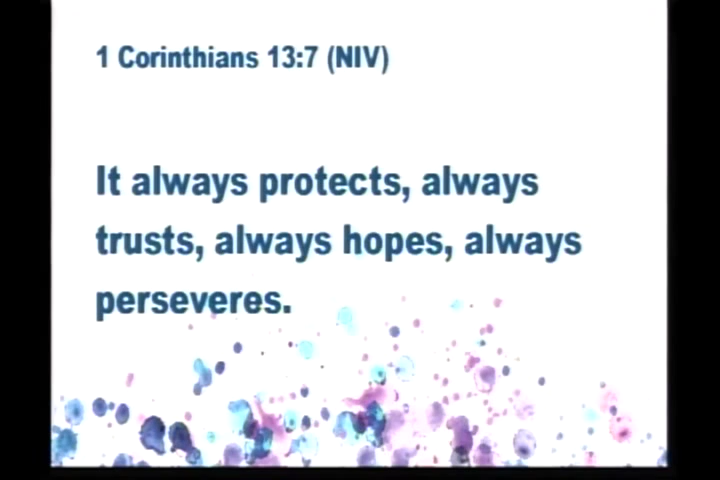 1 Corinthians 13:7 (NIV)
It always protects, always
trusts, always hopes, always
perseveres.